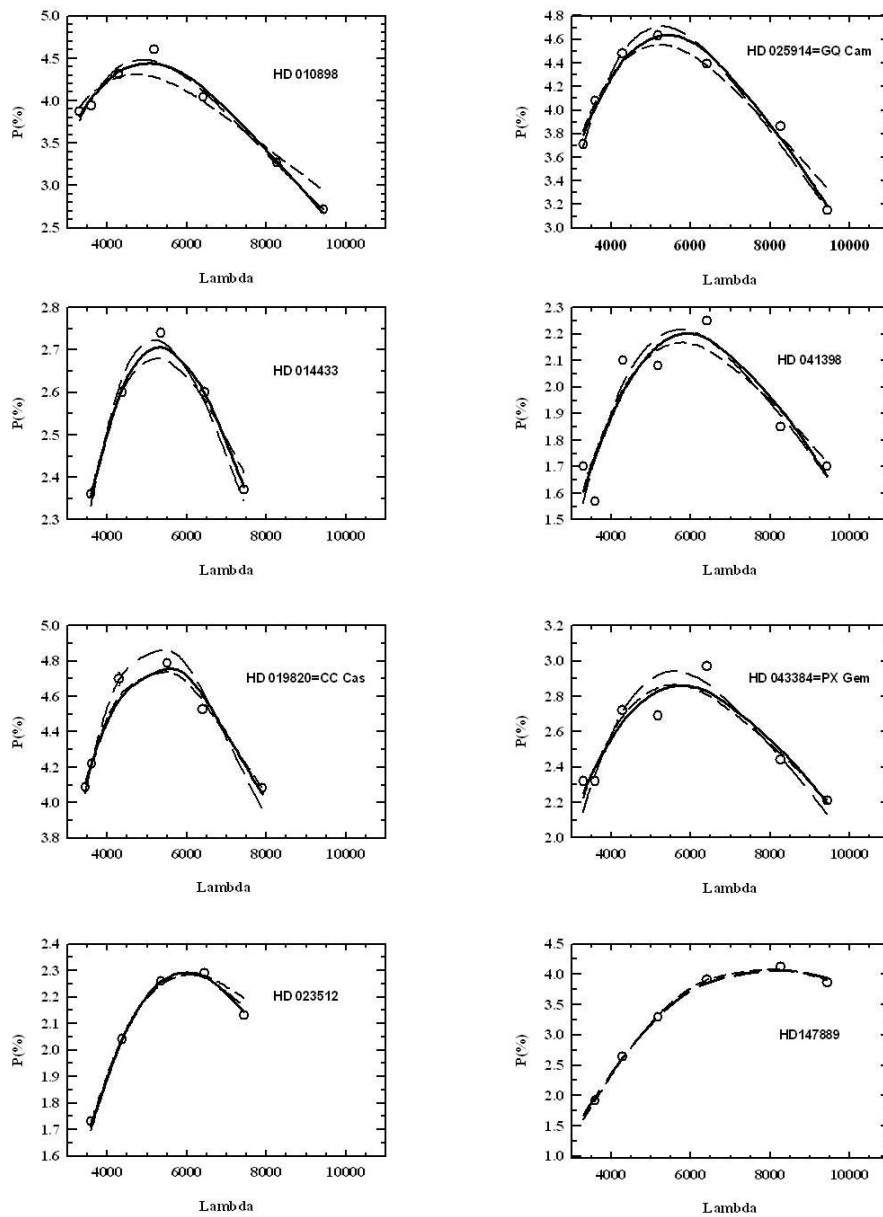 5.0
4.5
4.0
3.5
3.0
2.5
P(%)
HD 010898
4000 6000 8000 10000
Lambda
4.8
4.6
4.4
4.2
4.0
3.8
3.6
3.4
3.2
3.0
P(%)
HD 025914=GQ Cam
4000 6000 8000 10000
Lambda
2.8
2.7
2.6
2.5
2.4
2.3
P(%)
HD 014433
4000 6000 8000 10000
Lambda
2.3
2.2
2.1
2.0
1.9
1.8
1.7
1.6
1.5
P(%)
HD 041398
4000 6000 8000 10000
Lambda
5.0
4.8
4.6
4.4
4.2
4.0
3.8
P(%)
HD 019820=CC Cas
4000 6000 8000 10000
Lambda
3.2
3.0
2.8
2.6
2.4
2.2
2.0
P(%)
HD 043384=PX Gem
4000 6000 8000 10000
Lambda
2.4
2.3
2.2
2.1
2.0
1.9
1.8
1.7
1.6
P(%)
HD 023512
4000 6000 8000 10000
Lambda
4.5
4.0
3.5
3.0
2.5
2.0
1.5
1.0
P(%)
HD147889
4000 6000 8000 10000
Lambda